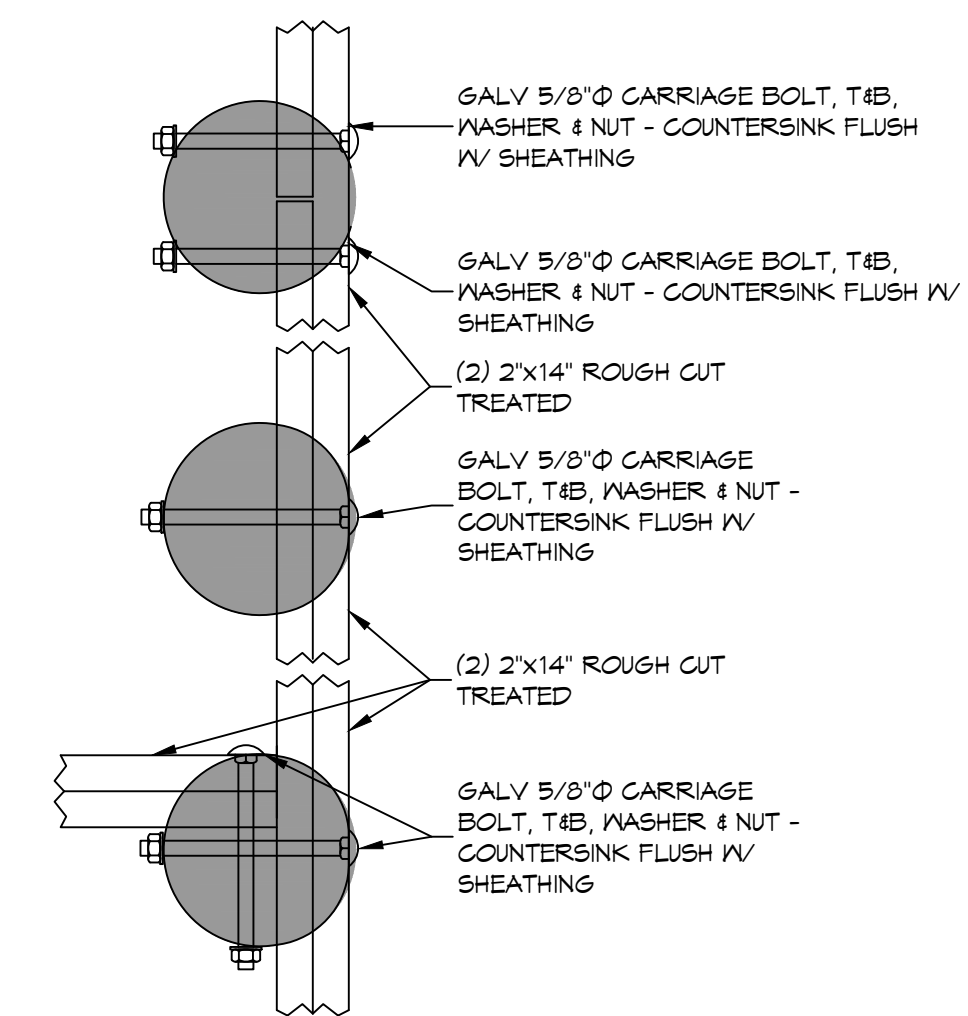 GALV 5/8"Φ CARRIAGE BOLT, T&B,
WASHER & NUT - COUNTERSINK FLUSH
W/ SHEATHING
GALV 5/8"Φ CARRIAGE BOLT, T&B,
WASHER & NUT - COUNTERSINK FLUSH W/
SHEATHING
(2) 2"x14" ROUGH CUT
TREATED
GALV 5/8"Φ CARRIAGE
BOLT, T&B, WASHER & NUT -
COUNTERSINK FLUSH W/
SHEATHING
(2) 2"x14" ROUGH CUT
TREATED
GALV 5/8"Φ CARRIAGE
BOLT, T&B, WASHER & NUT -
COUNTERSINK FLUSH W/
SHEATHING